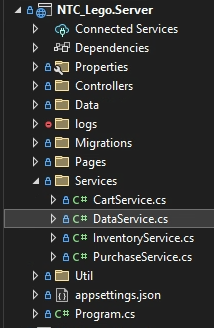 NTC_Lego.Server
Connected Services
Dependencies
Properties
Controllers
Data
logs
Migrations
Pages
Services
C# CartService.cs
C# DataService.cs
C# InventoryService.cs
C# PurchaseService.cs
Util
appsettings.json
C# Program.cs